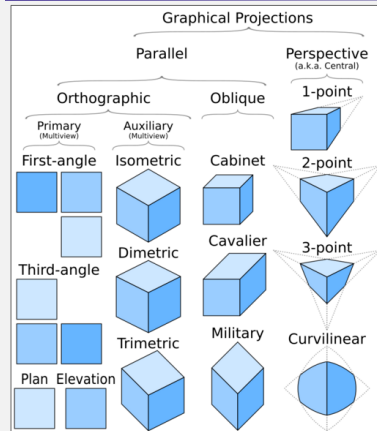 Graphical Projections
Parallel
Perspective
(a.k.a. Central)
Orthographic
Oblique
1-point
Primary
(Multiview)
Auxiliary
(Multiview)
First-angle
Isometric
Cabinet
2-point
Third-angle
Dimetric
Cavalier
3-point
Trimetric
Military
Curvilinear
Plan
Elevation